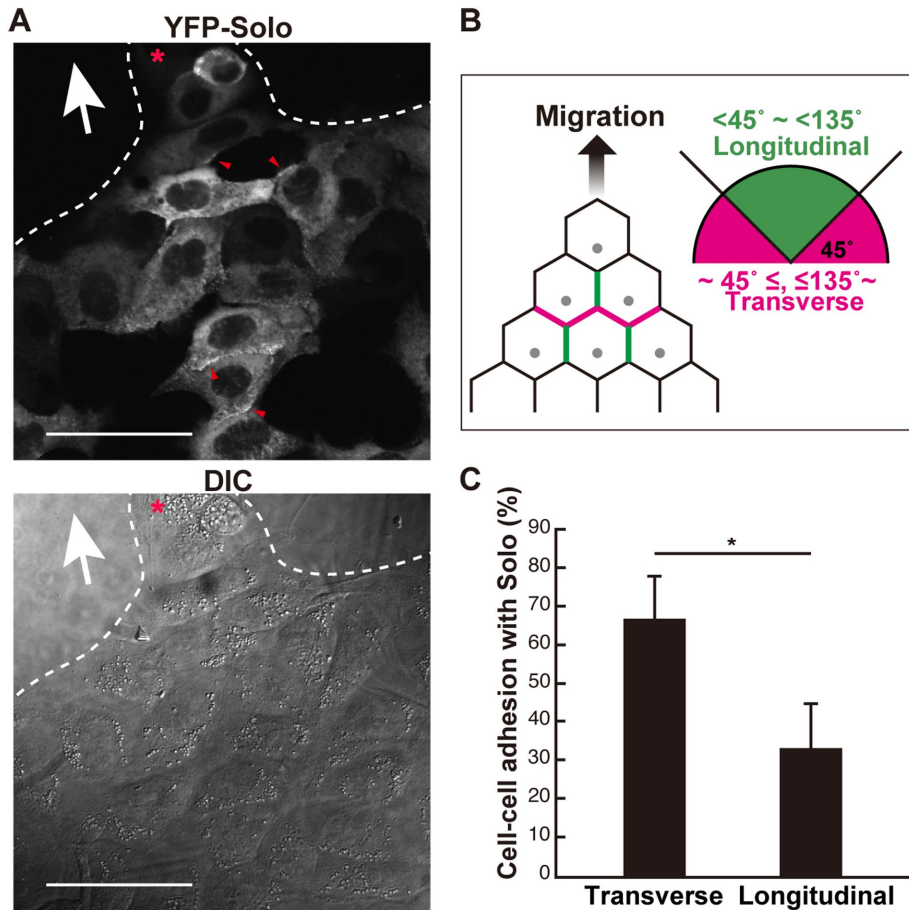 A
YFP-Solo
*
DIC
*
B
Migration
<45˚ ~ <135˚
Longitudinal
45˚
~ 45˚ ≤, ≤135˚~
Transverse
C
Cell-cell adhesion with Solo (%)
90
80
70
60
50
40
30
20
10
0
*
Transverse
Longitudinal